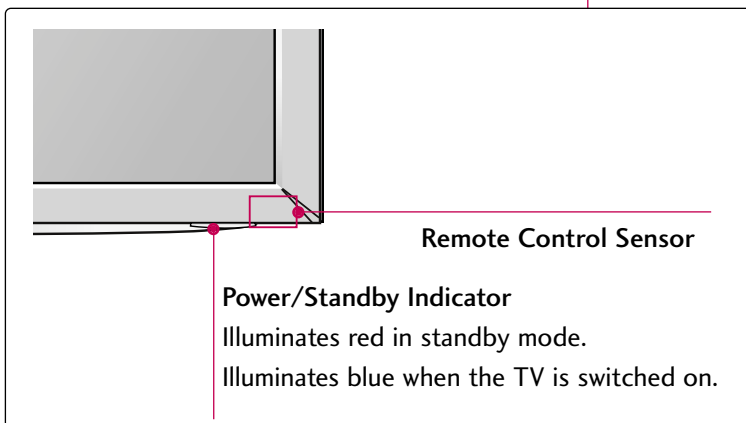 Remote Control Sensor
Power/Standby Indicator
Illuminates red in standby mode.
Illuminates blue when the TV is switched on.